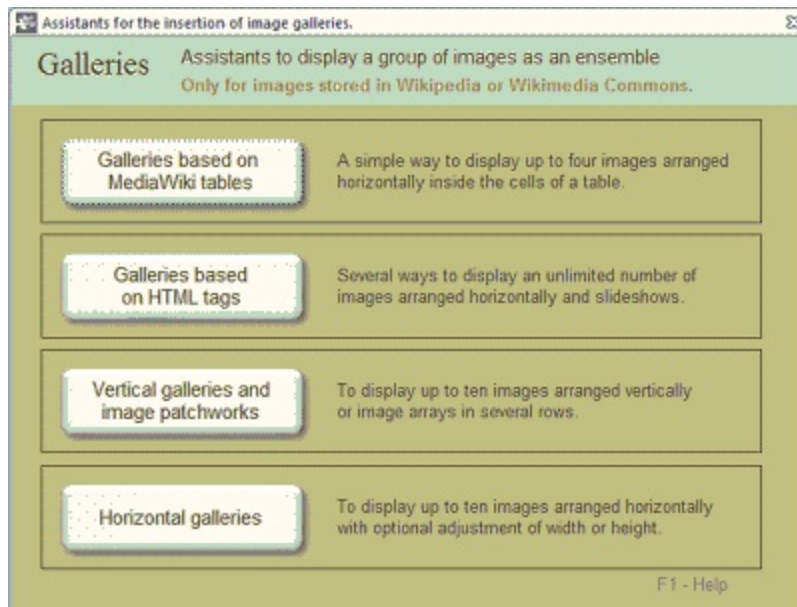 Assistants for the insertion of image galleries.
Galleries
Assistants to display a group of images as an ensemble
Only for images stored in Wikipedia or Wikimedia Commons.
Galleries based on
MediaWiki tables
A simple way to display up to four images arranged
horizontally inside the cells of a table.
Galleries based
on HTML tags
Several ways to display an unlimited number of
images arranged horizontally and slideshows.
Vertical galleries and
image patchworks
To display up to ten images arranged vertically
or image arrays in several rows.
Horizontal galleries
To display up to ten images arranged horizontally
with optional adjustment of width or height.
F1 - Help